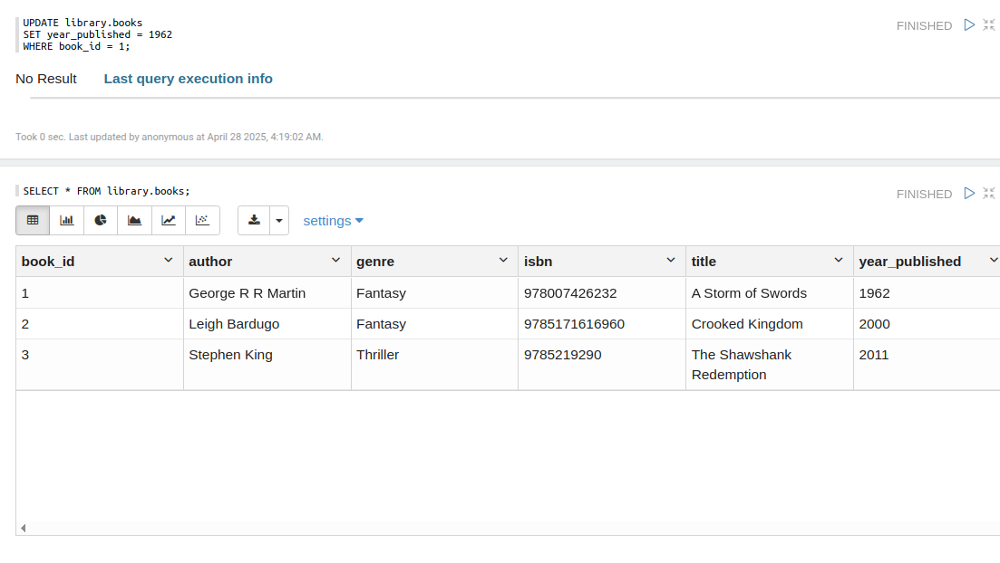 UPDATE library.books
SET year_published = 1962
WHERE book_id = 1;
FINISHED
No Result Last query execution info
Took 0 sec. Last updated by anonymous at April 28 2025, 4:19:02 AM.
SELECT * FROM library.books;
FINISHED
settings
book_id author genre isbn title year_published
1 George R R Martin Fantasy 978007426232 A Storm of Swords 1962
2 Leigh Bardugo Fantasy 9785171616960 Crooked Kingdom 2000
3 Stephen King Thriller 9785219290 The Shawshank 2011
Redemption